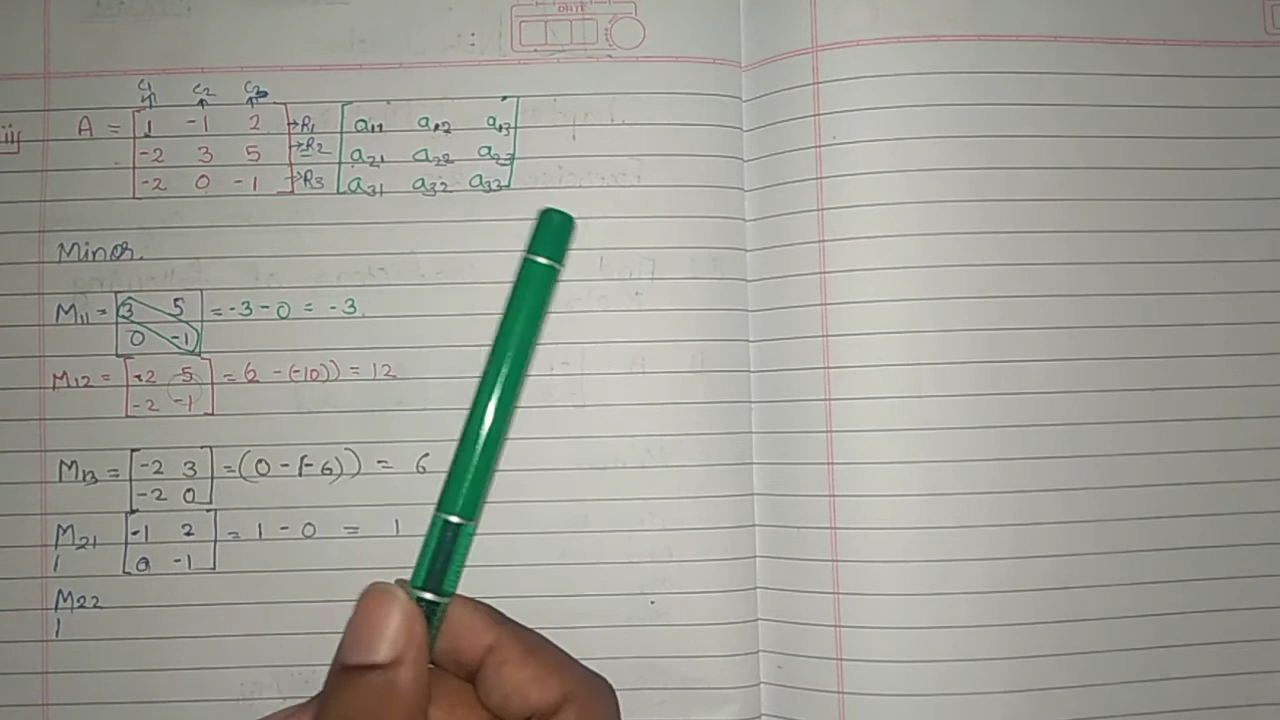 DATE
C1 C2 C3
iii A = [ 1 -1 2 ] → R1 [ a11 a12 a13 ]
[ -2 3 5 ] → R2 [ a21 a22 a23 ]
[ -2 0 -1 ] → R3 [ a31 a32 a33 ]
Minor.
M11 = 3 5 = -3 - 0 = -3
0 -1
M12 = -2 5 = (2 - (-10)) = 12
-2 -1
M13 = -2 3 = (0 - (-6)) = 6
-2 0
M21 -1 2 = 1 - 0 = 1
0 -1
M22